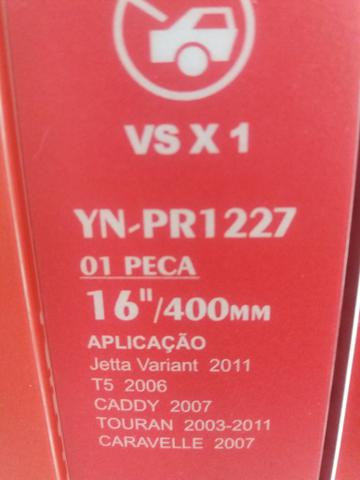 VS X 1
YN-PR1227
01 PECA
16"/400MM
APLICAÇÃO
Jetta Variant 2011
T5 2006
CADDY 2007
TOURAN 2003-2011
CARAVELLE 2007